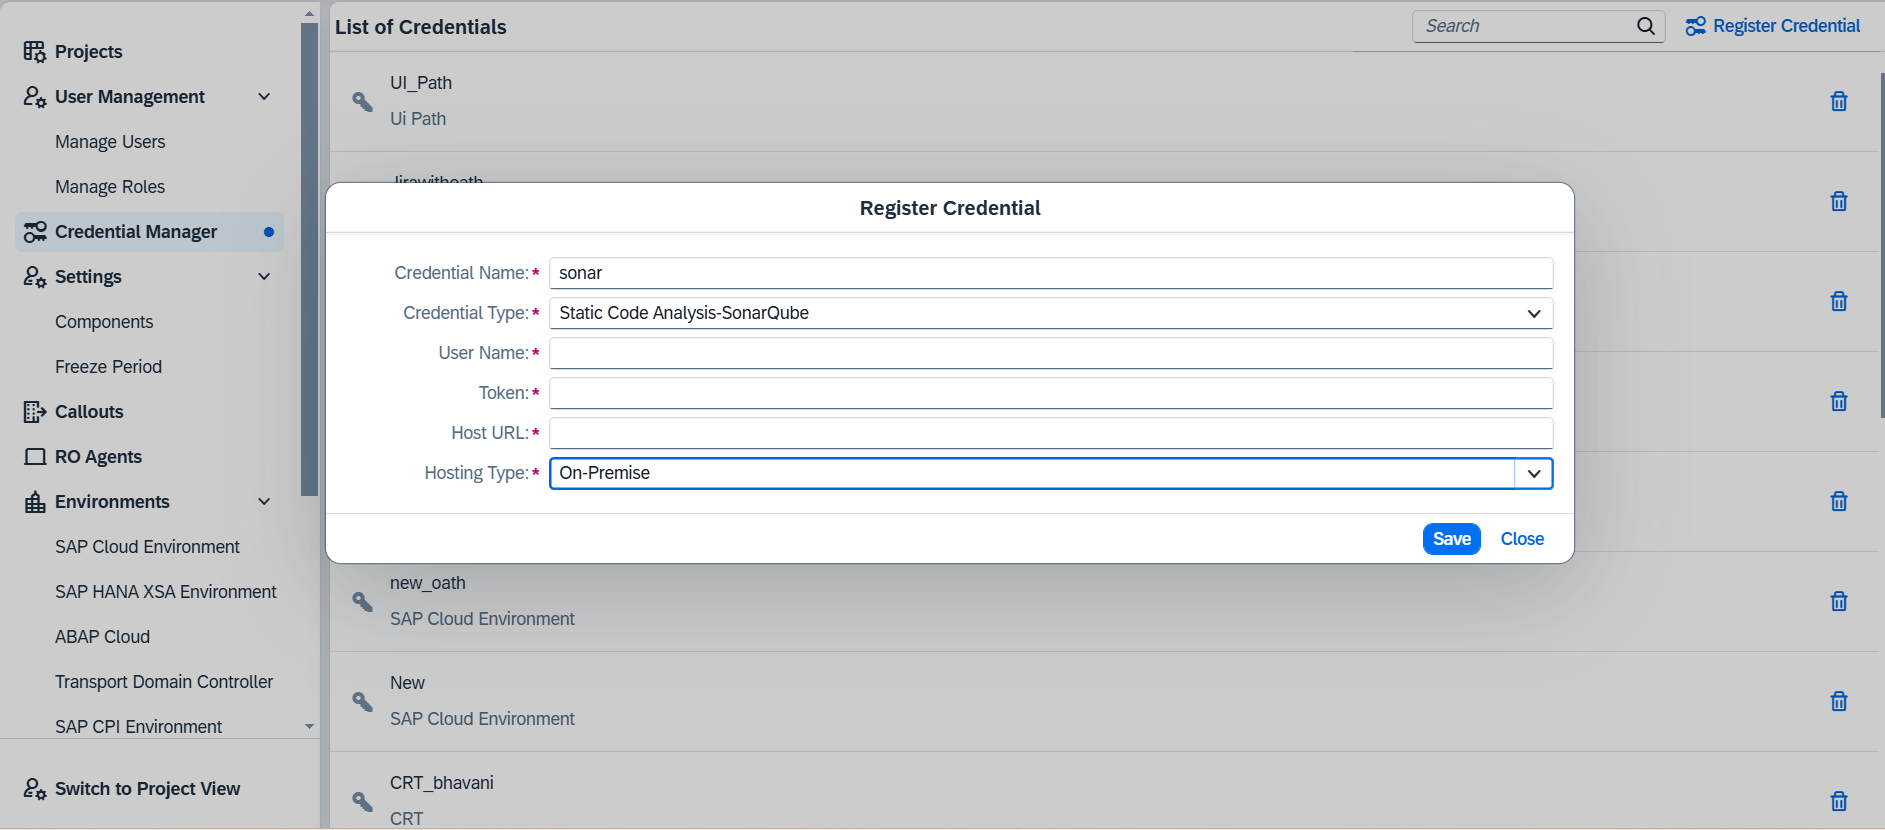 Projects
User Management
Manage Users
Manage Roles
Credential Manager
Settings
Components
Freeze Period
Callouts
RO Agents
Environments
SAP Cloud Environment
SAP HANA XSA Environment
ABAP Cloud
Transport Domain Controller
SAP CPI Environment
Switch to Project View
List of Credentials
Search
Register Credential
UI_Path
Ui Path
Register Credential
Credential Name:* sonar
Credential Type:* Static Code Analysis-SonarQube
User Name:*
Token:*
Host URL:*
Hosting Type:* On-Premise
Save Close
new_oath
SAP Cloud Environment
New
SAP Cloud Environment
CRT_bhavani
CRT